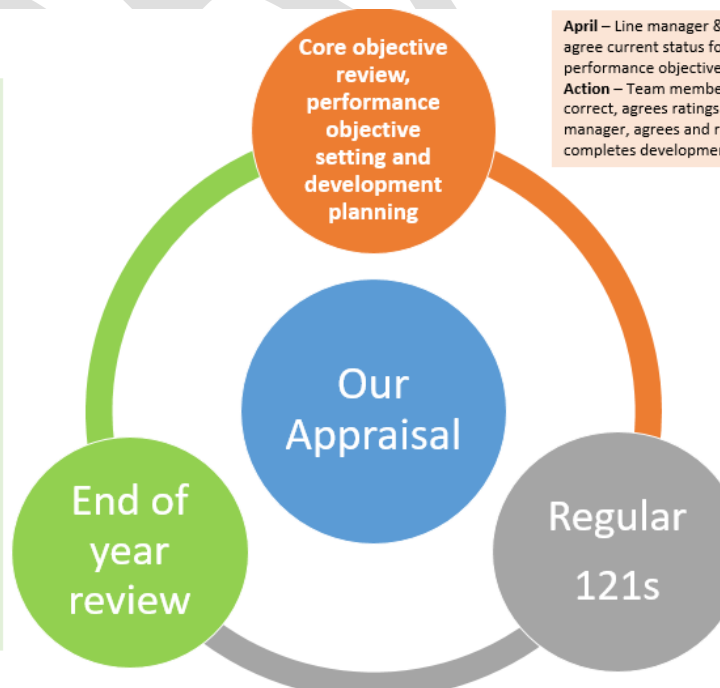 Core objective
review,
performance
objective
setting and
development
planning
April – Line manager &
agree current status fo
performance objective
Action – Team membe
correct, agrees ratings
manager, agrees and r
completes developmen
Our
Appraisal
End of
year
review
Regular
121s